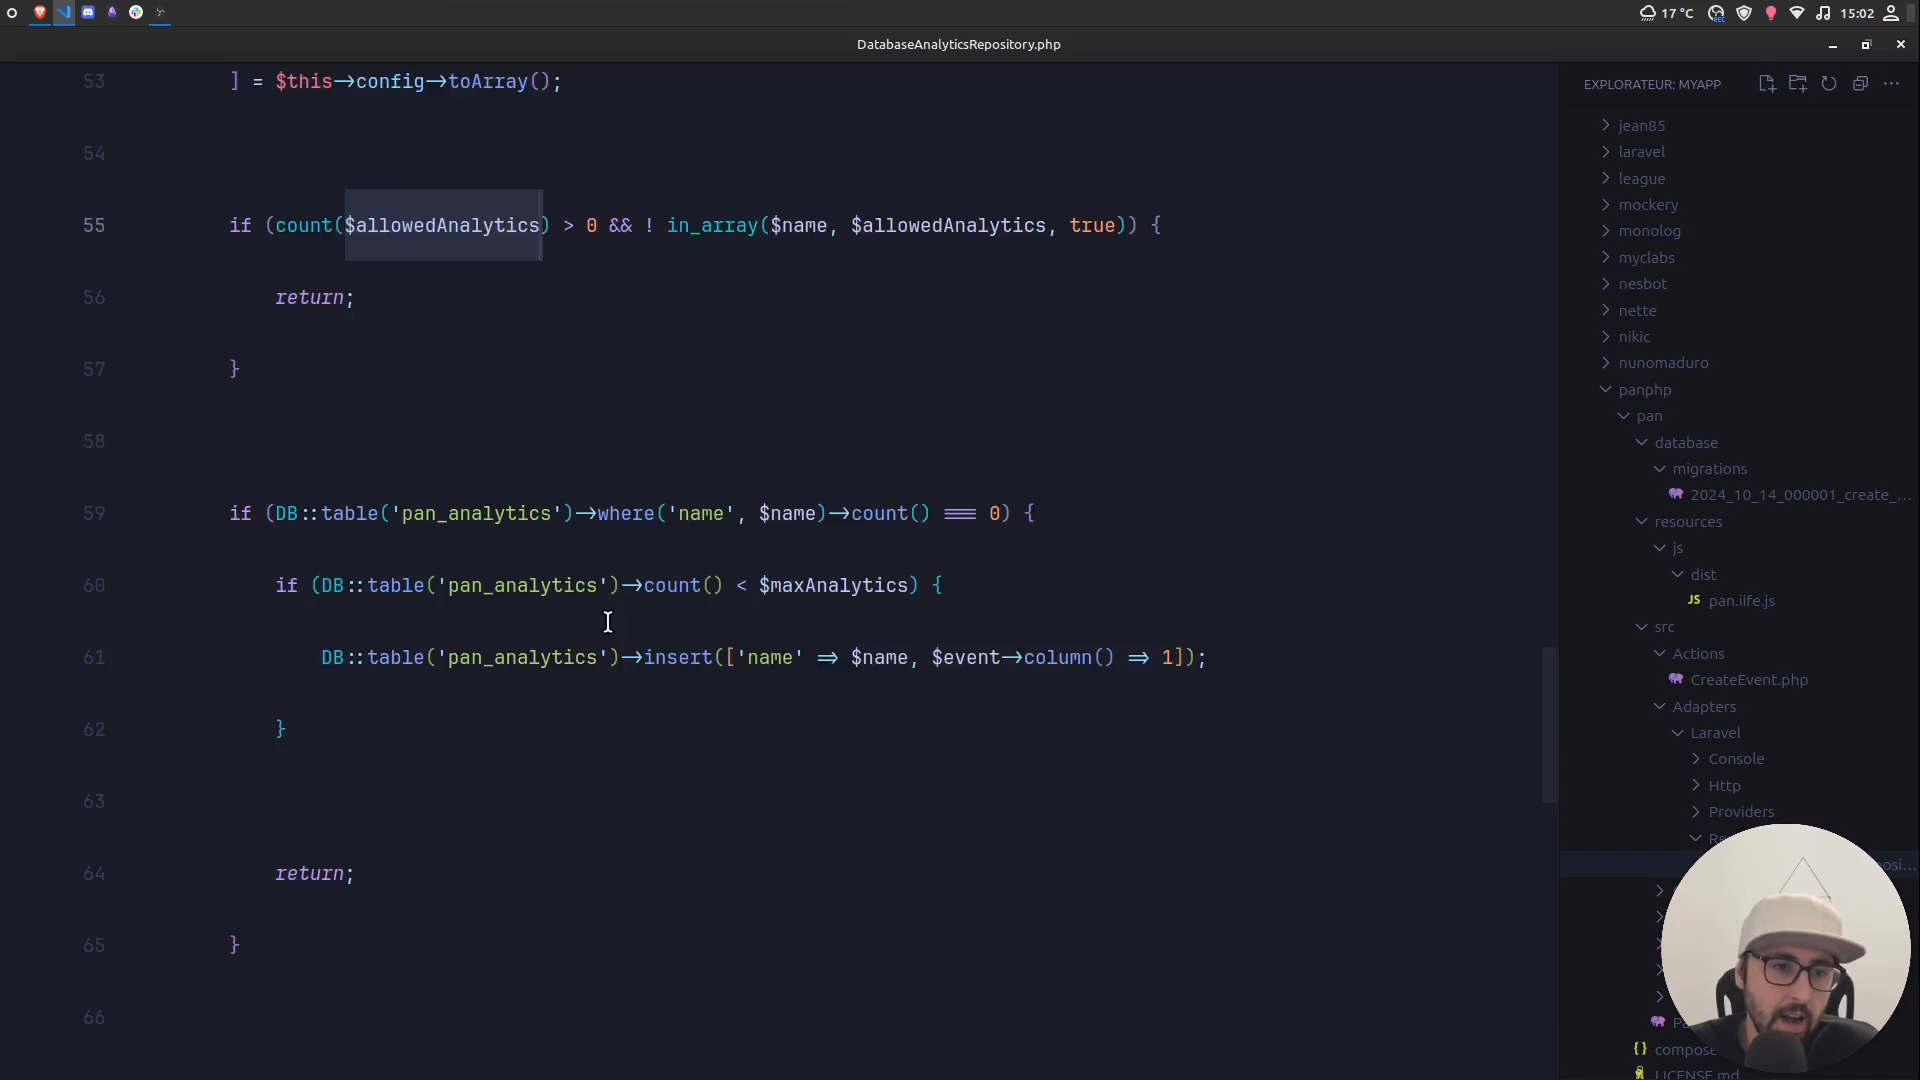 17 °C
REC
15:02
DatabaseAnalyticsRepository.php
53 ] = $this->config->toArray();
54
55 if (count($allowedAnalytics) > 0 && ! in_array($name, $allowedAnalytics, true)) {
56 return;
57 }
58
59 if (DB::table('pan_analytics')->where('name', $name)->count() === 0) {
60 if (DB::table('pan_analytics')->count() < $maxAnalytics) {
61 DB::table('pan_analytics')->insert(['name' => $name, $event->column() => 1]);
62 }
63
64 return;
65 }
66
EXPLORATEUR: MYAPP
jean85
laravel
league
mockery
monolog
myclabs
nesbot
nette
nikic
nunomaduro
panphp
pan
database
migrations
2024_10_14_000001_create_...
resources
js
dist
JS pan.iife.js
src
Actions
CreateEvent.php
Adapters
Laravel
Console
Http
Providers
{}
LICENSE.md